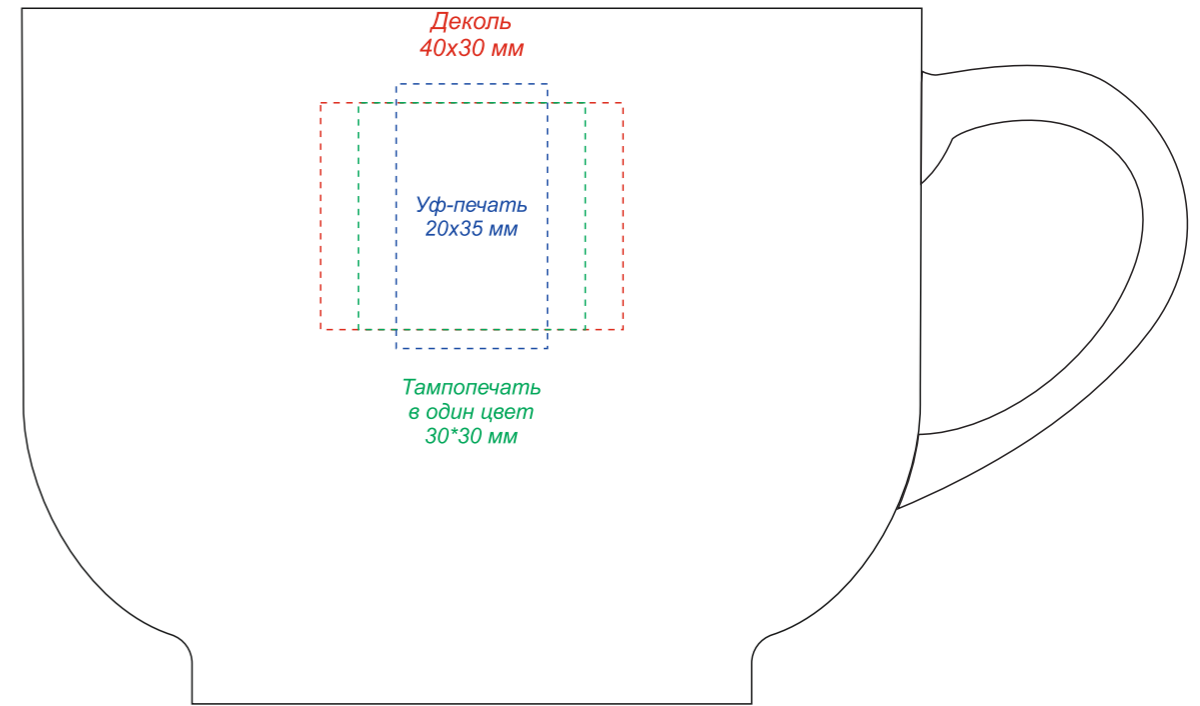 Деколь
40х30 мм
Уф-печать
20х35 мм
Тампопечать
в один цвет
30*30 мм